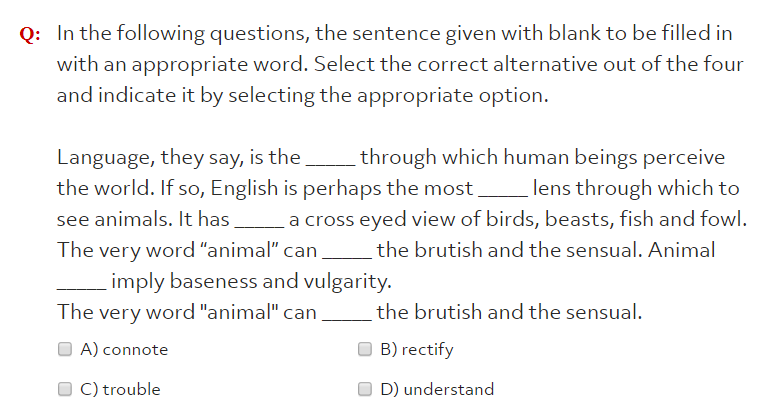 Q: In the following questions, the sentence given with blank to be filled in
with an appropriate word. Select the correct alternative out of the four
and indicate it by selecting the appropriate option.
Language, they say, is the _____ through which human beings perceive
the world. If so, English is perhaps the most _____ lens through which to
see animals. It has _____ a cross eyed view of birds, beasts, fish and fowl.
The very word “animal” can _____ the brutish and the sensual. Animal
_____ imply baseness and vulgarity.
The very word "animal" can _____ the brutish and the sensual.
A) connote B) rectify
C) trouble D) understand